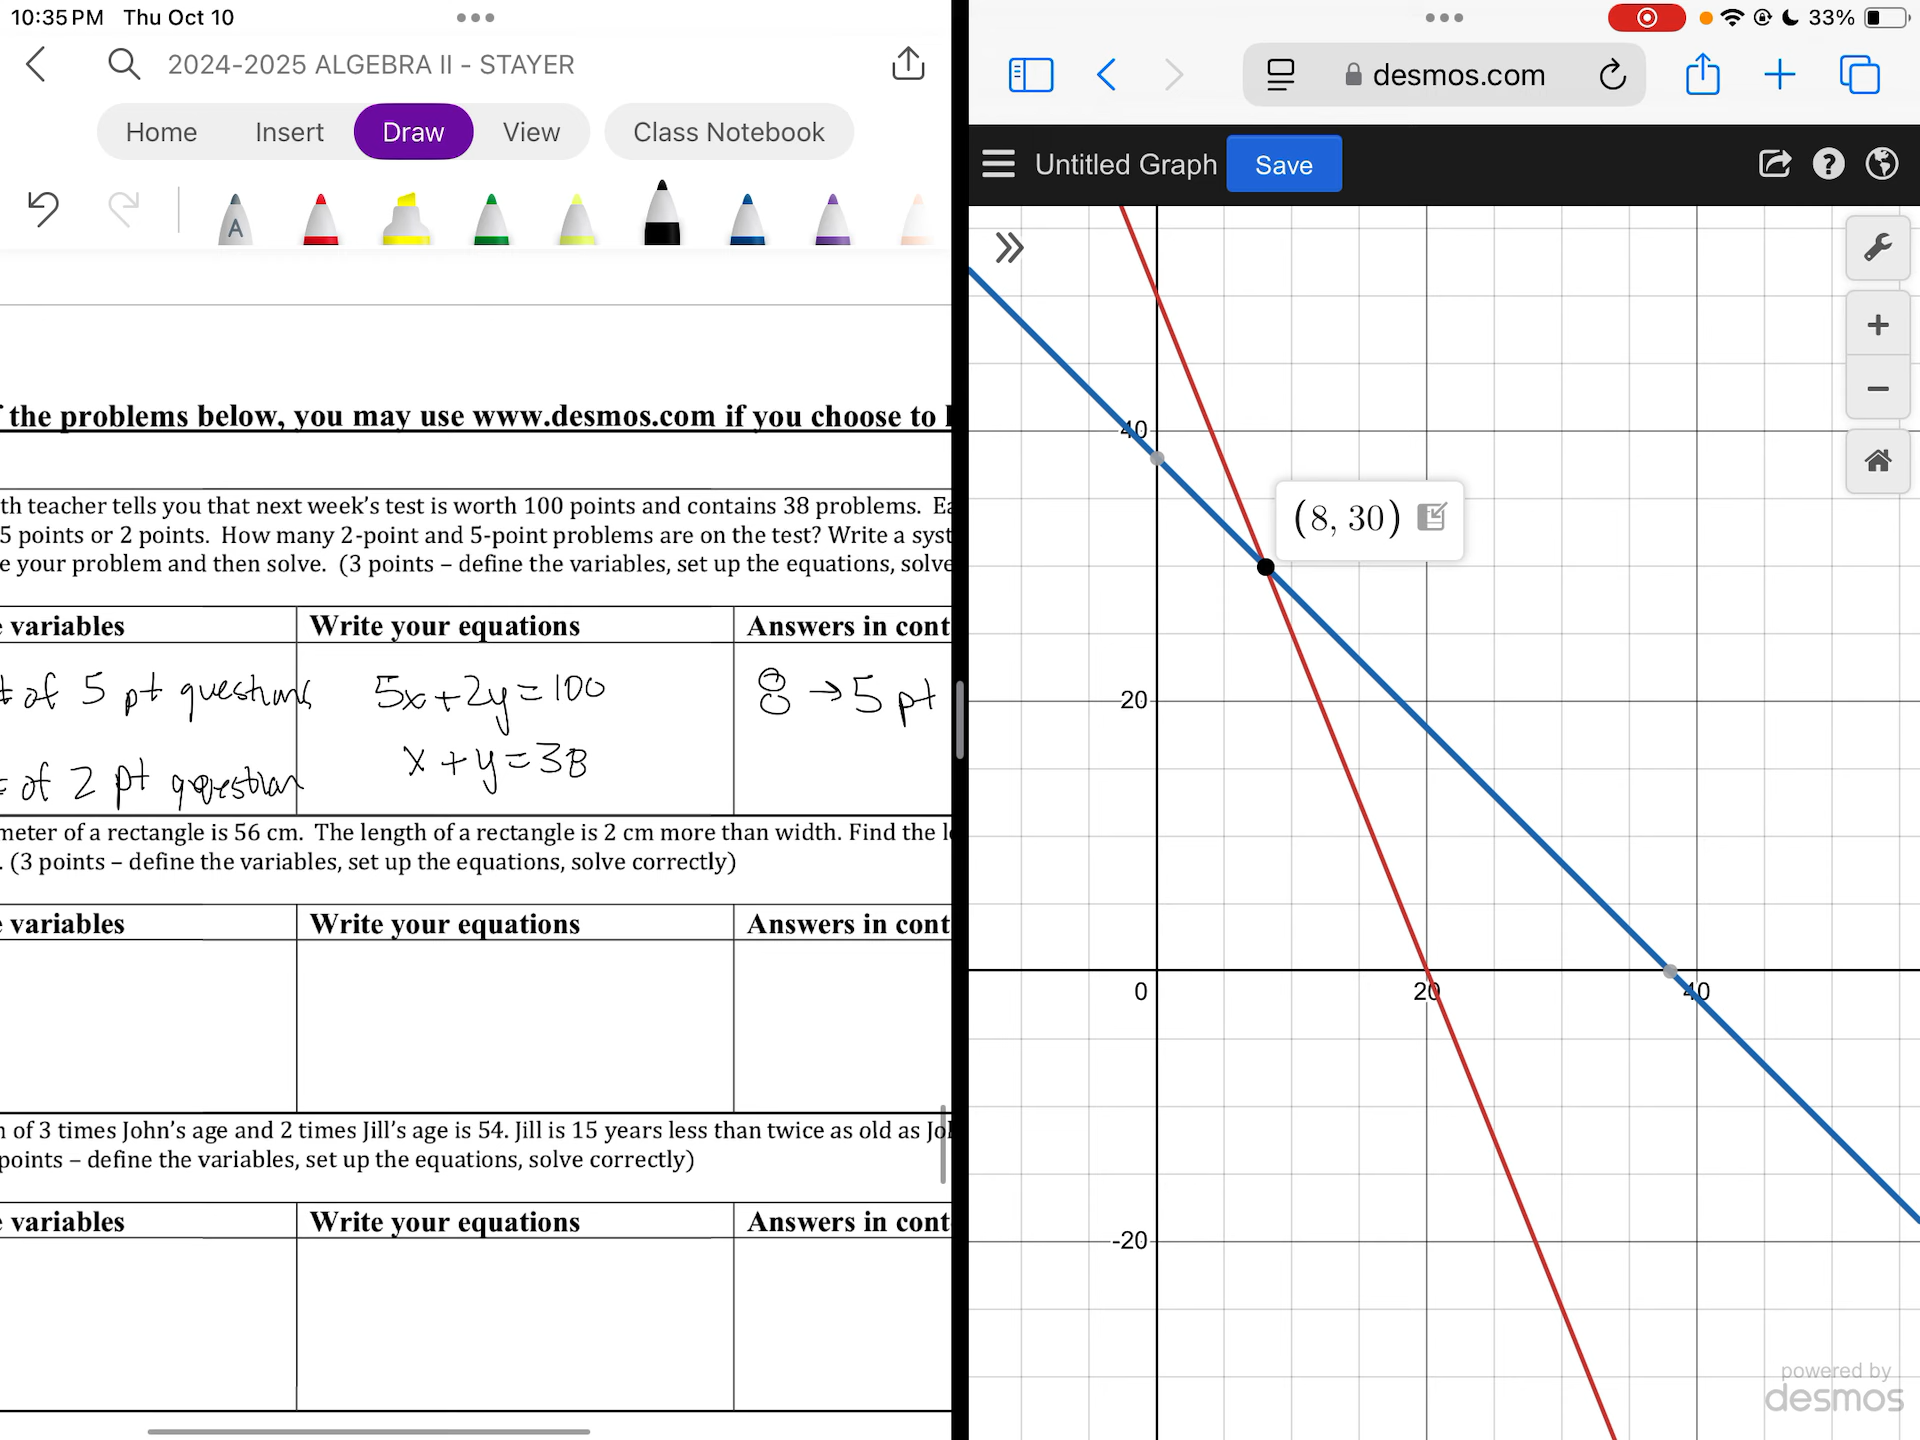 10:35 PM Thu Oct 10
2024-2025 ALGEBRA II - STAYER
Home Insert Draw View Class Notebook
A
the problems below, you may use www.desmos.com if you choose to
th teacher tells you that next week's test is worth 100 points and contains 38 problems. Ea
5 points or 2 points. How many 2-point and 5-point problems are on the test? Write a syst
e your problem and then solve. (3 points – define the variables, set up the equations, solve
variables Write your equations Answers in cont
# of 5 pt questions 5x+2y=100 8 → 5 pt
x+y=38
of 2 pt question
meter of a rectangle is 56 cm. The length of a rectangle is 2 cm more than width. Find the le
. (3 points – define the variables, set up the equations, solve correctly)
variables Write your equations Answers in cont
n of 3 times John's age and 2 times Jill's age is 54. Jill is 15 years less than twice as old as Joh
points – define the variables, set up the equations, solve correctly)
variables Write your equations Answers in cont
33%
desmos.com
Untitled Graph Save
40
(8, 30)
20
0 20 40
-20
powered by
desmos